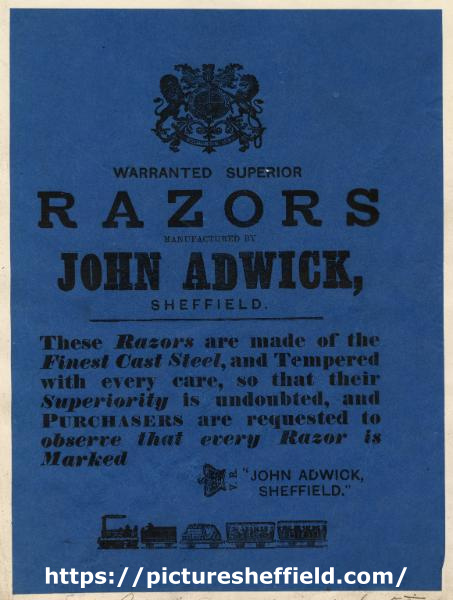 WARRANTED SUPERIOR
RAZORS
MANUFACTURED BY
JOHN ADWICK,
SHEFFIELD.
These Razors are made of the
Finest Cast Steel, and Tempered
with every care, so that their
Superiority is undoubted, and
PURCHASERS are requested to
observe that every Razor is
Marked
V. R. "JOHN ADWICK,
SHEFFIELD."
https://picturesheffield.com/